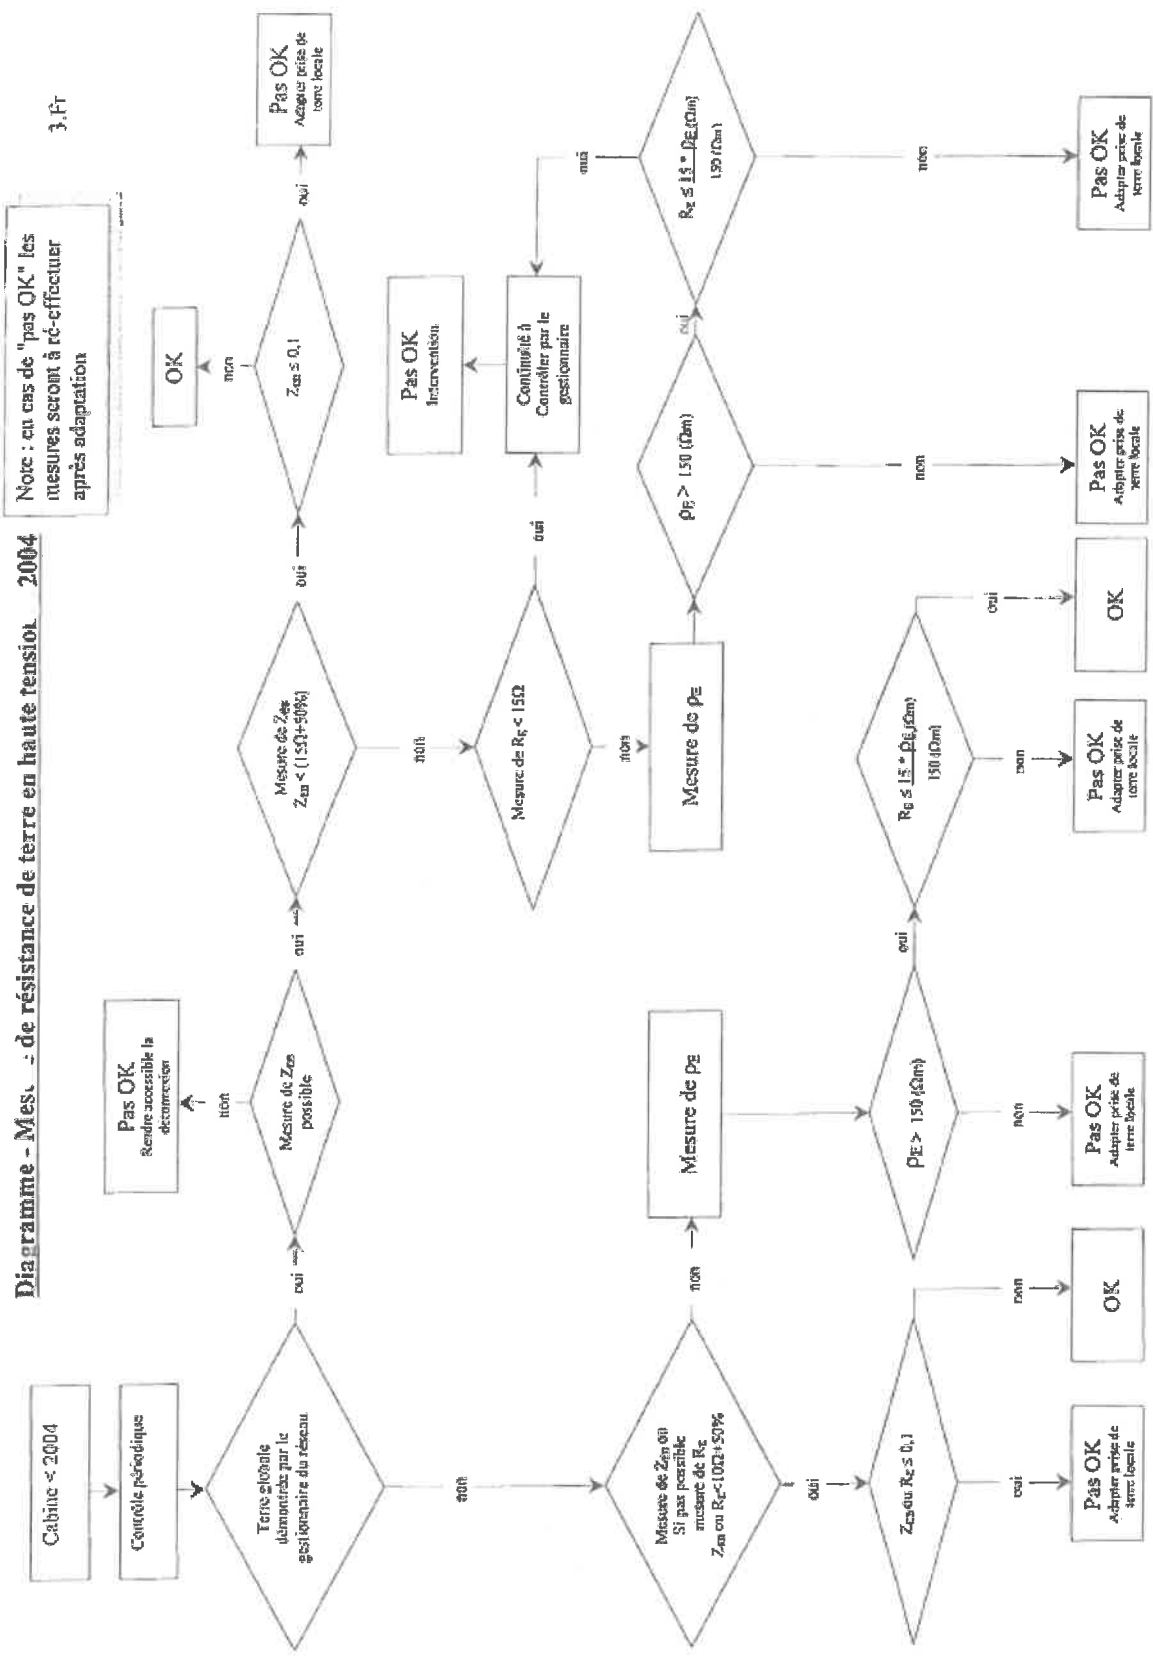 Diagramme - Mes de résistance de terre en haute tension 2004
3.Fr
Note : en cas de "pas OK" les
mesures seront à ré-effectuer
après adaptation
Cabine < 2004
Contrôle périodique
Terre globale
démontrée par le
gestionnaire du réseau
oui
non
Mesure de ZES
possible
non
Pas OK
Rendre accessible la
deconnexion
oui
Mesure de ZES
ZES < (15Ω+50%)
oui
ZES ≤ 0,1
non
OK
oui
Pas OK
Adapter prise de
terre locale
non
Mesure de RE < 15Ω
oui
Continuité à
Contrôler par le
gestionnaire
Pas OK
Intervention
non
Mesure de ρE
ρE > 150 (Ωm)
oui
RE ≤ 15 * ρE (Ωm)
150 (Ωm)
oui
non
Pas OK
Adapter prise de
terre locale
non
Pas OK
Adapter prise de
terre locale
Mesure de ZES ou
Si pas possible
mesure de RE
ZES ou RE<10Ω+50%
non
Mesure de ρE
ρE > 150 (Ωm)
oui
RE ≤ 15 * ρE (Ωm)
150 (Ωm)
oui
OK
non
Pas OK
Adapter prise de
terre locale
non
Pas OK
Adapter prise de
terre locale
oui
ZES ou RE ≤ 0,1
non
OK
oui
Pas OK
Adapter prise de
terre locale